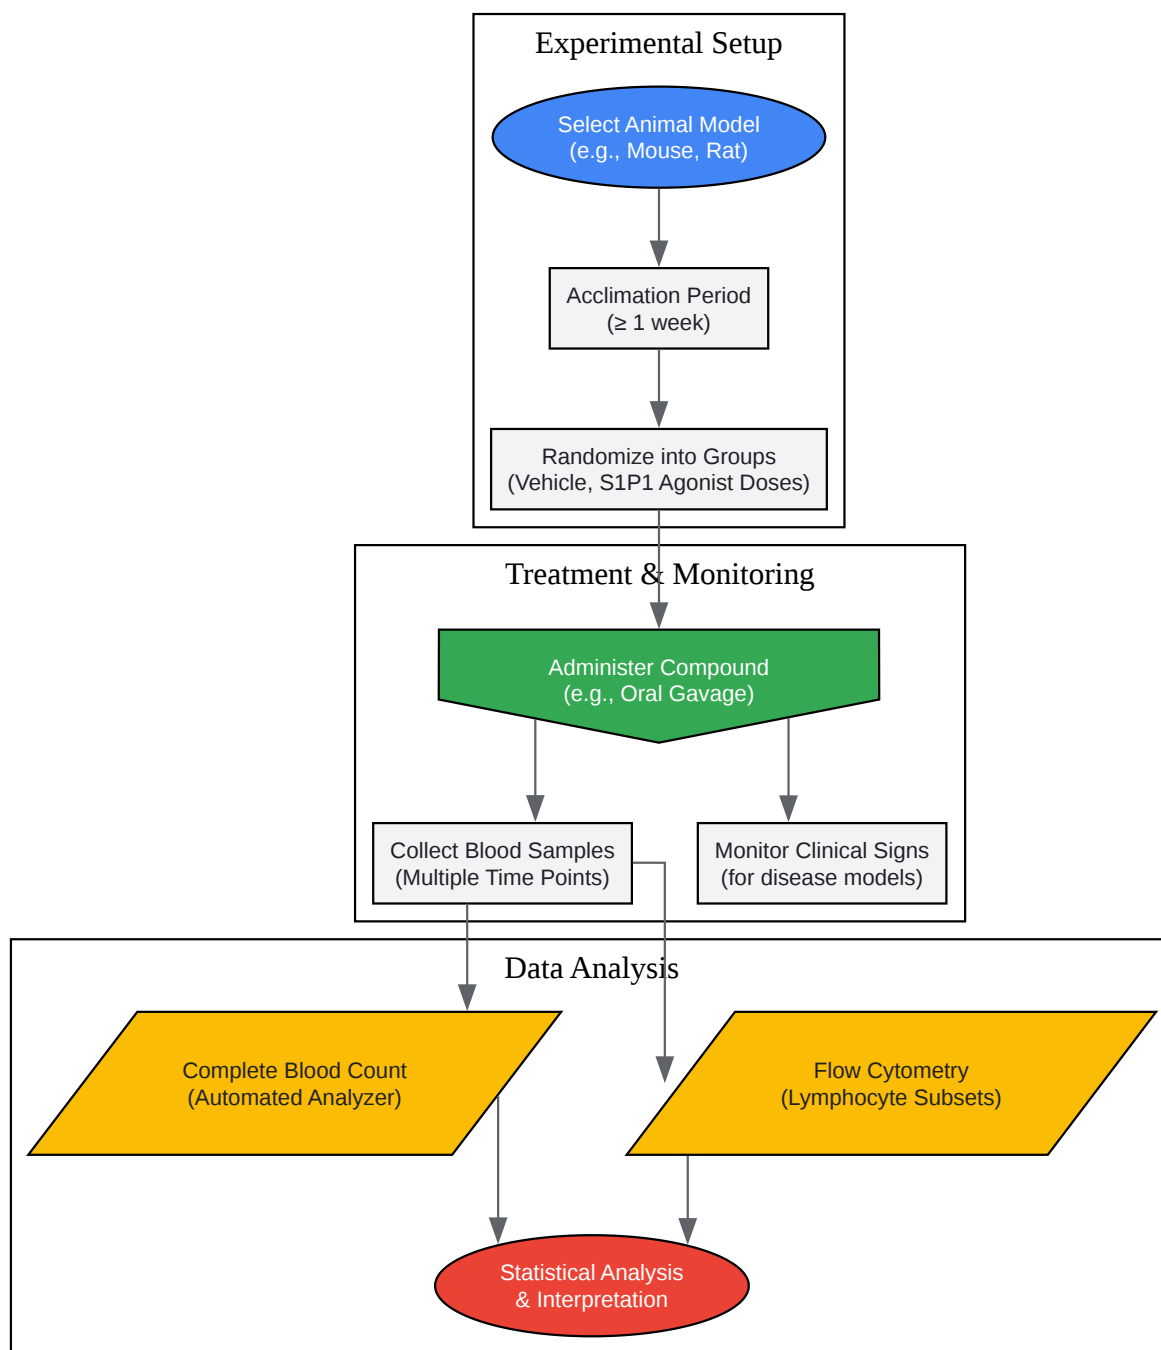 Experimental Setup
Select Animal Model
(e.g., Mouse, Rat)
Acclimation Period
(≥ 1 week)
Randomize into Groups
(Vehicle, S1P1 Agonist Doses)
Treatment & Monitoring
Administer Compound
(e.g., Oral Gavage)
Collect Blood Samples
(Multiple Time Points)
Monitor Clinical Signs
(for disease models)
Data Analysis
Complete Blood Count
(Automated Analyzer)
Flow Cytometry
(Lymphocyte Subsets)
Statistical Analysis
& Interpretation